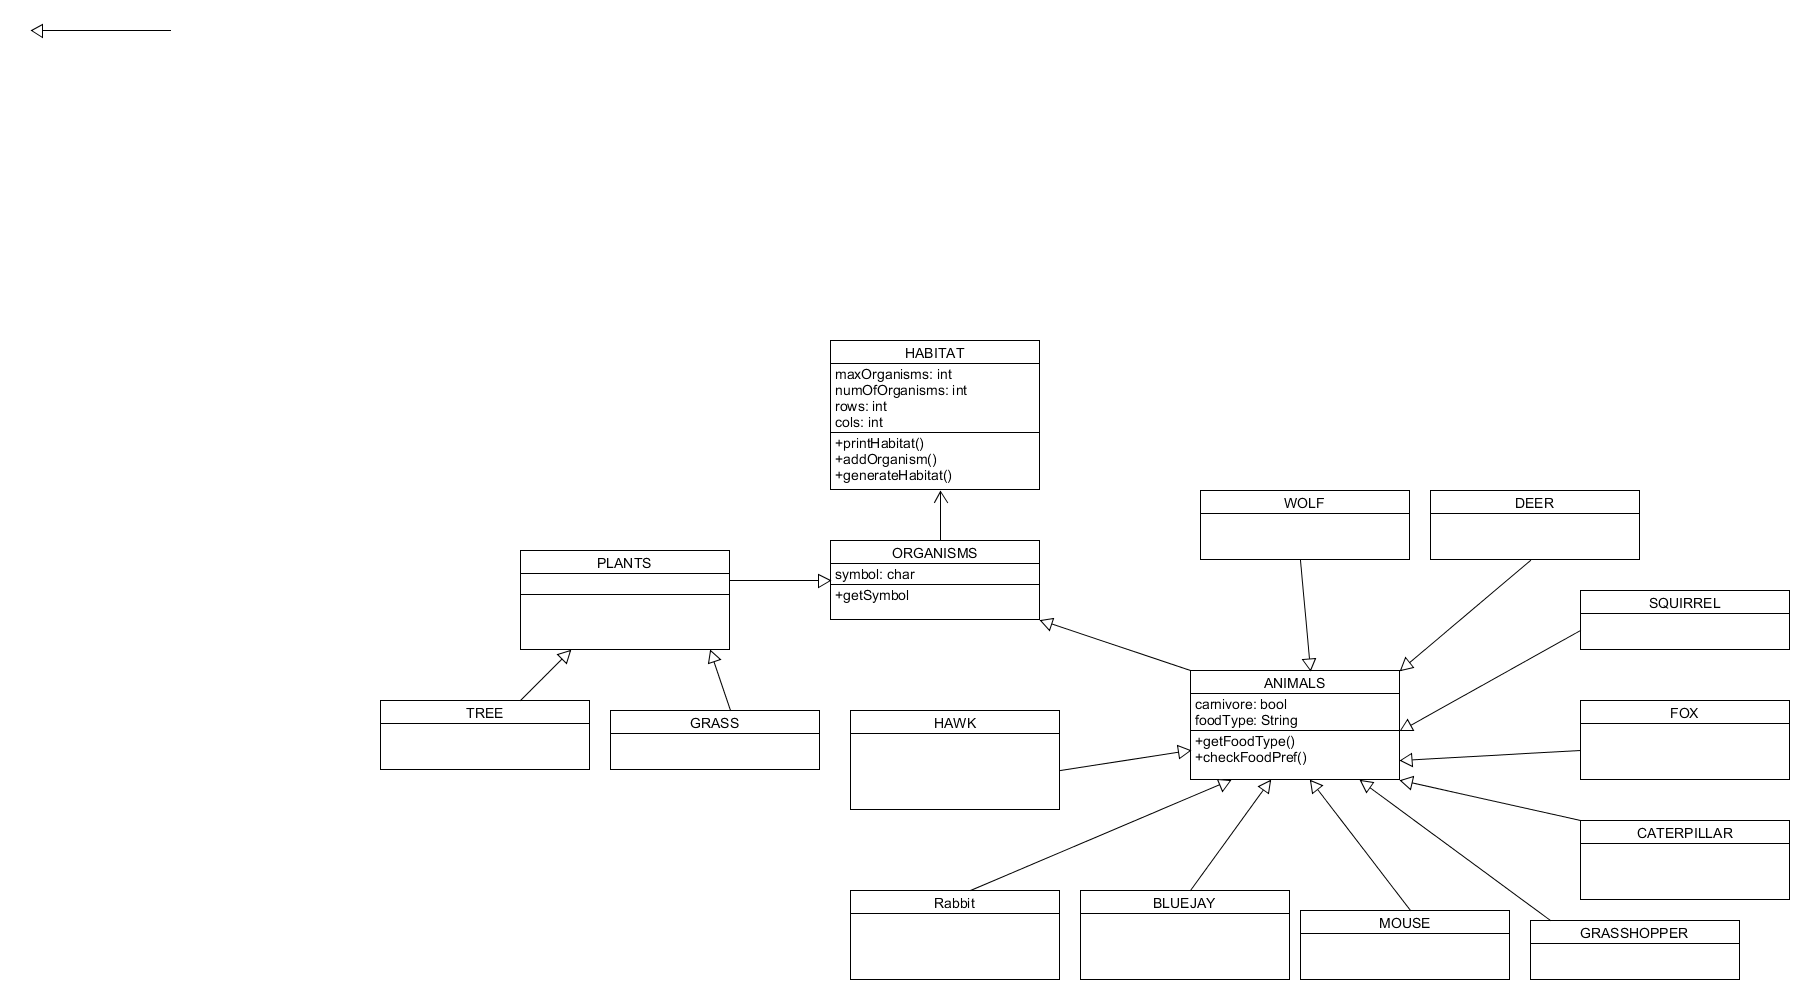 HABITAT
maxOrganisms: int
numOfOrganisms: int
rows: int
cols: int
+printHabitat()
+addOrganism()
+generateHabitat()
WOLF
DEER
PLANTS
ORGANISMS
symbol: char
+getSymbol
SQUIRREL
ANIMALS
carnivore: bool
foodType: String
+getFoodType()
+checkFoodPref()
TREE
GRASS
HAWK
FOX
CATERPILLAR
Rabbit
BLUEJAY
MOUSE
GRASSHOPPER